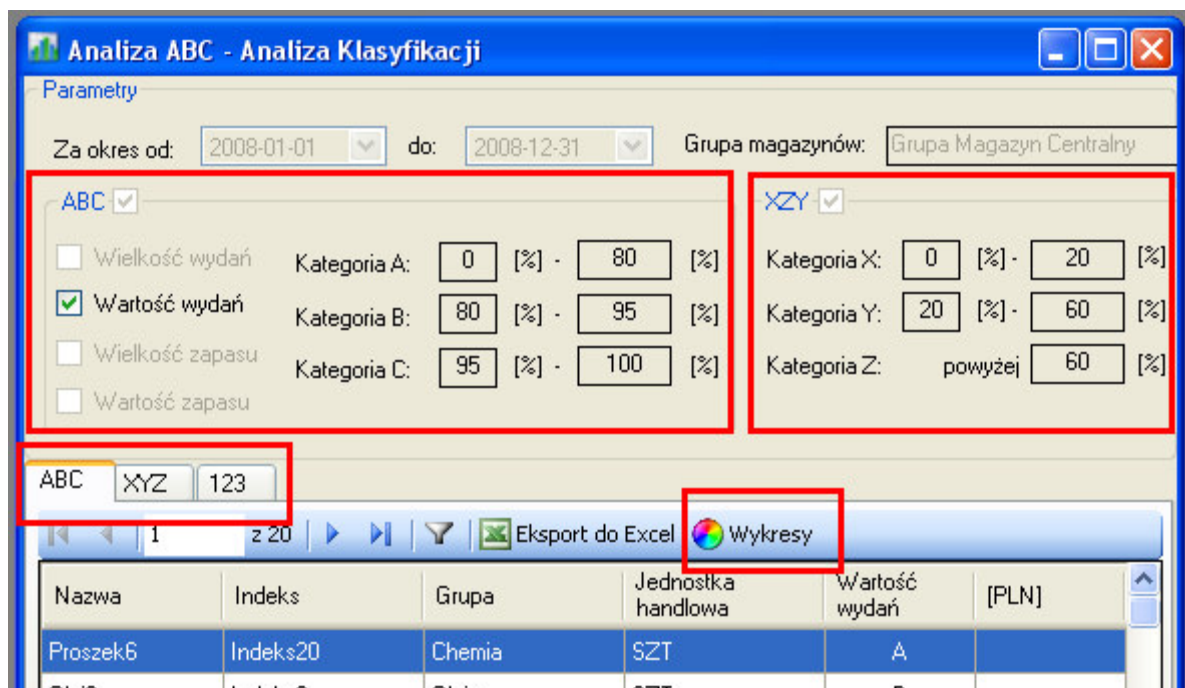 Analiza ABC - Analiza Klasyfikacji
Parametry
Za okres od: 2008-01-01 do: 2008-12-31 Grupa magazynów: Grupa Magazyn Centralny
ABC
Wielkość wydań
Wartość wydań
Wielkość zapasu
Wartość zapasu
Kategoria A: 0 [%] - 80 [%]
Kategoria B: 80 [%] - 95 [%]
Kategoria C: 95 [%] - 100 [%]
XZY
Kategoria X: 0 [%] - 20 [%]
Kategoria Y: 20 [%] - 60 [%]
Kategoria Z: powyżej 60 [%]
ABC XYZ 123
1 z 20 Eksport do Excel Wykresy
Nazwa Indeks Grupa Jednostka handlowa Wartość wydań [PLN]
Proszek6 Indeks20 Chemia SZT A